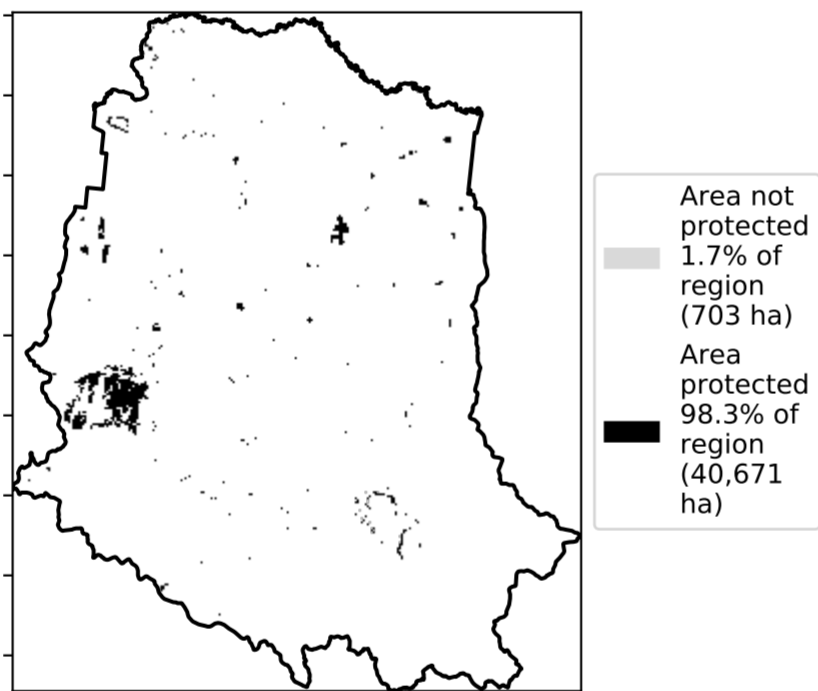 Area not
protected
1.7% of
region
(703 ha)
Area
protected
98.3% of
region
(40,671
ha)